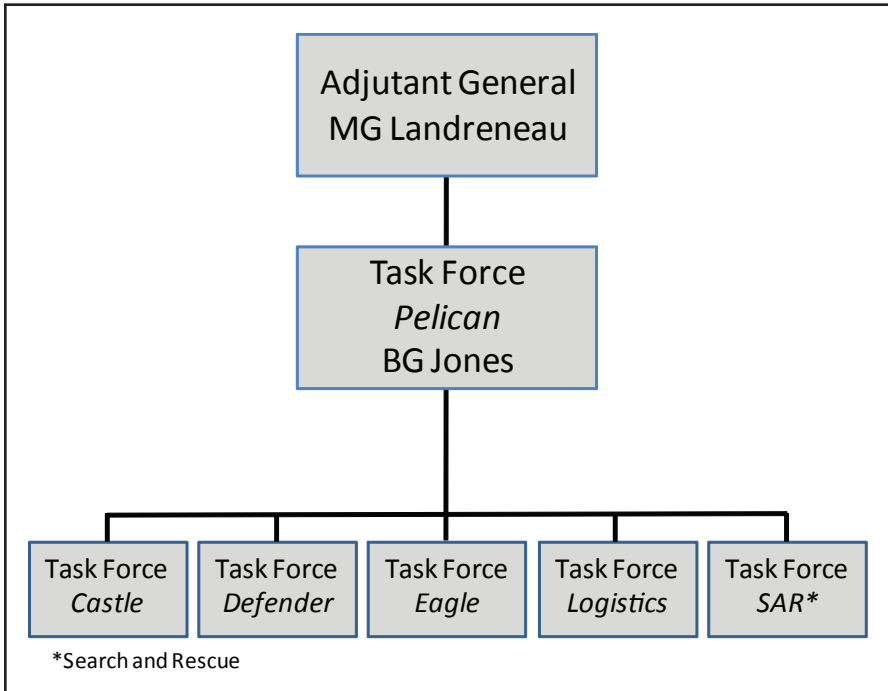 Adjutant General
MG Landreneau
Task Force
Pelican
BG Jones
Task Force
Castle
Task Force
Defender
Task Force
Eagle
Task Force
Logistics
Task Force
SAR*
*Search and Rescue